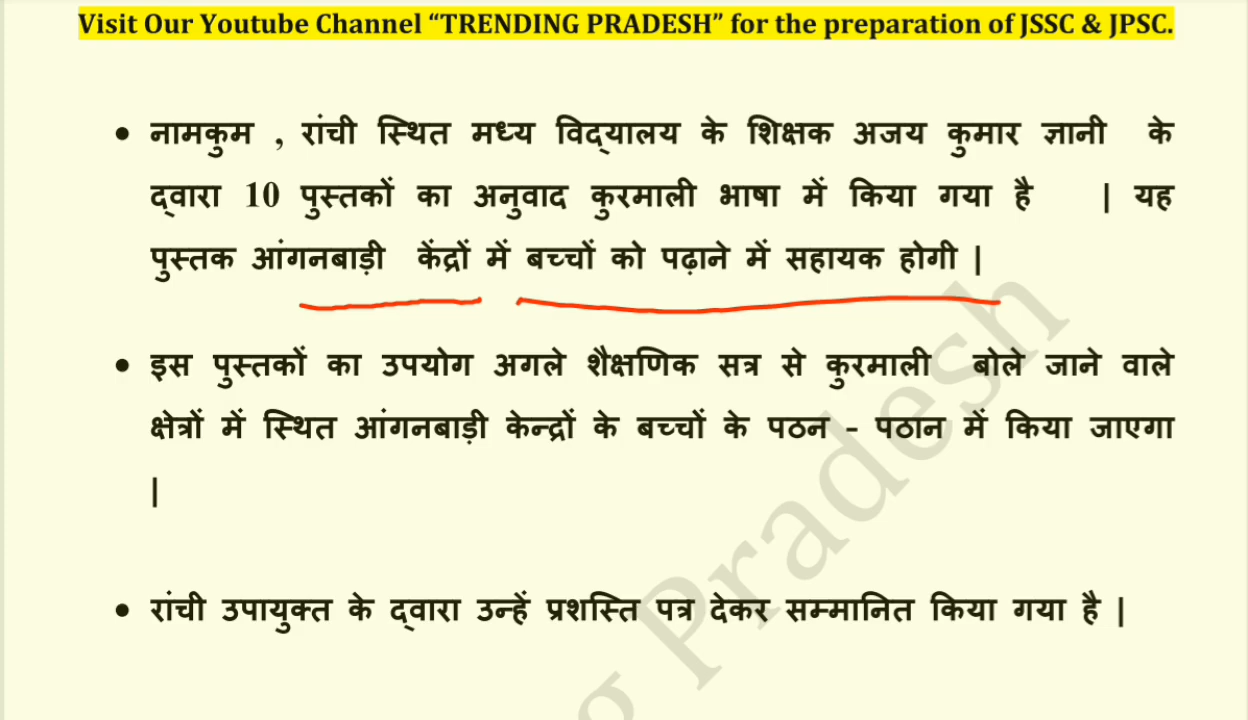 Visit Our Youtube Channel “TRENDING PRADESH” for the preparation of JSSC & JPSC.
• नामकुम , रांची स्थित मध्य विद्यालय के शिक्षक अजय कुमार ज्ञानी के
द्वारा 10 पुस्तकों का अनुवाद कुरमाली भाषा में किया गया है | यह
पुस्तक आंगनबाड़ी केंद्रों में बच्चों को पढ़ाने में सहायक होगी |
• इस पुस्तकों का उपयोग अगले शैक्षणिक सत्र से कुरमाली बोले जाने वाले
क्षेत्रों में स्थित आंगनबाड़ी केन्द्रों के बच्चों के पठन - पठान में किया जाएगा
|
• रांची उपायुक्त के द्वारा उन्हें प्रशस्ति पत्र देकर सम्मानित किया गया है |
g Pradesh